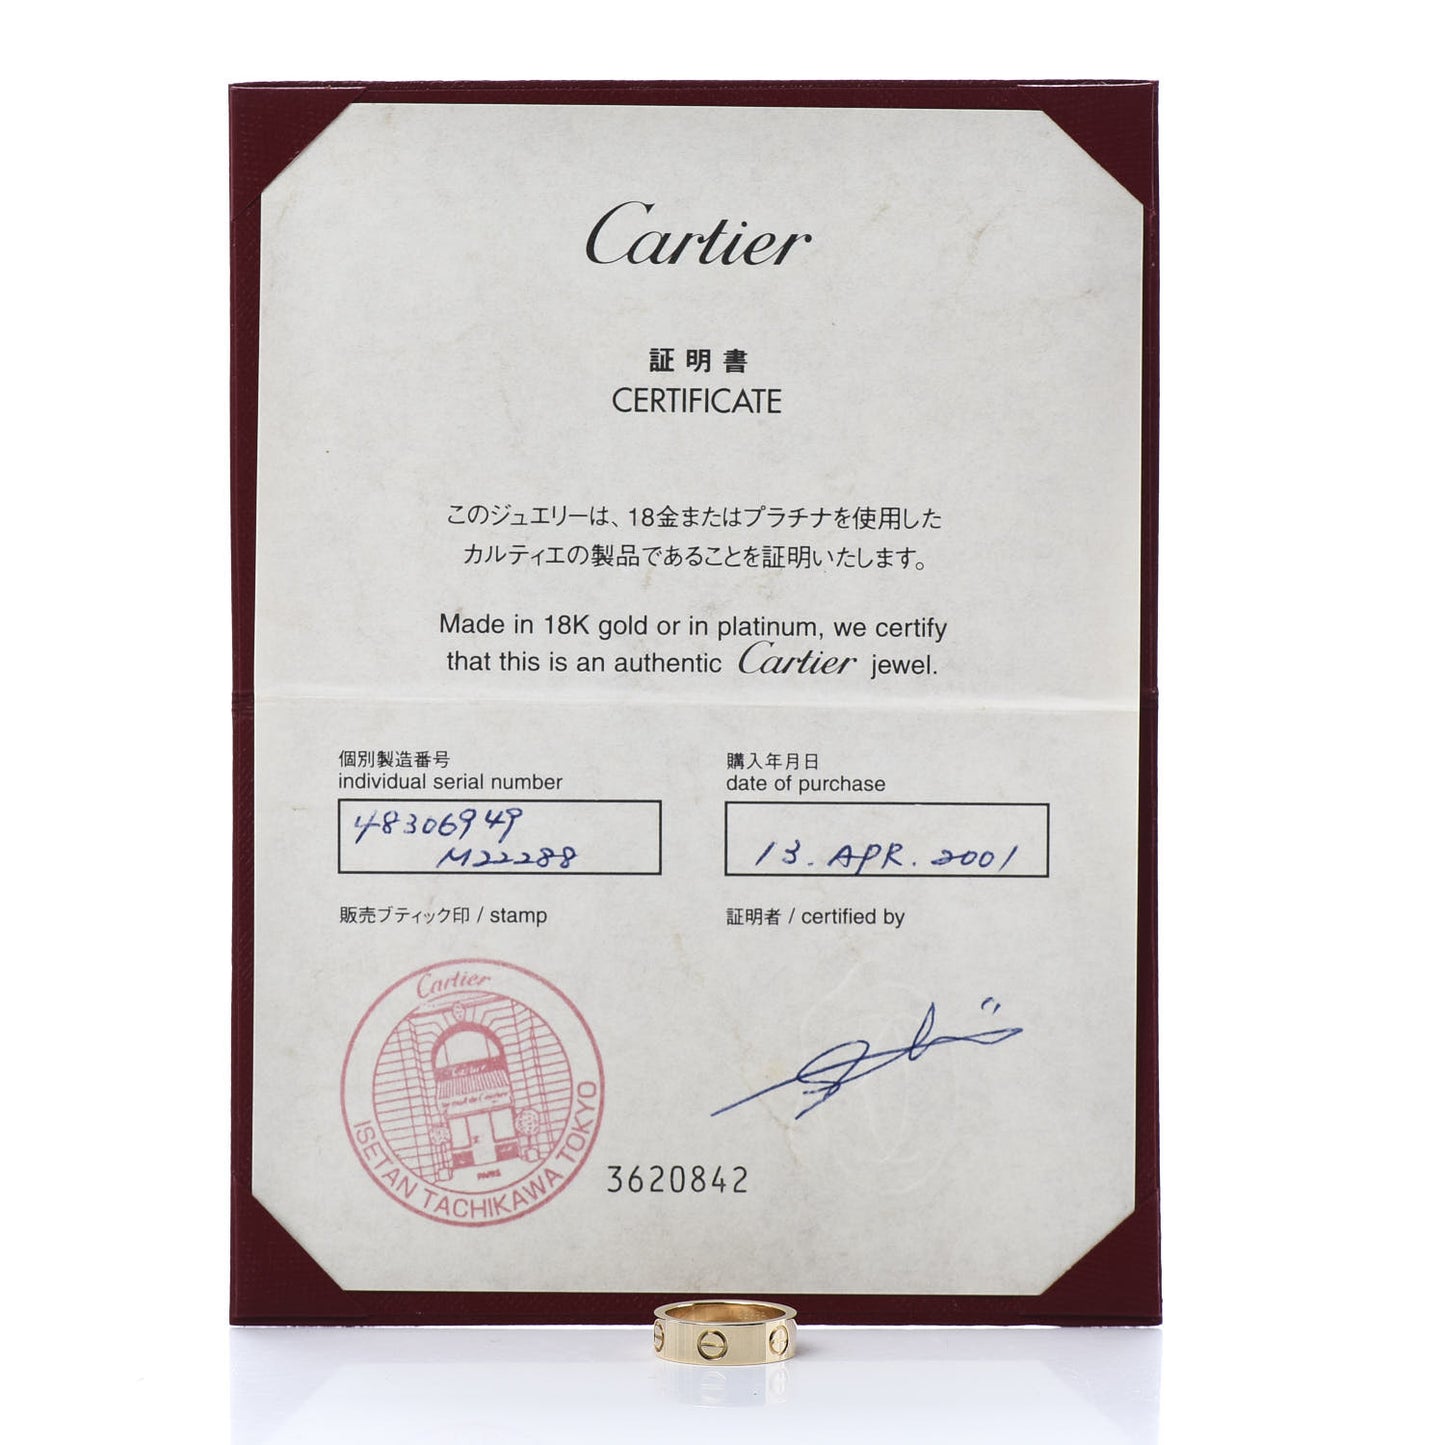 Cartier
証明書
CERTIFICATE
このジュエリーは、18金またはプラチナを使用した
カルティエの製品であることを証明いたします。
Made in 18K gold or in platinum, we certify
that this is an authentic Cartier jewel.
個別製造番号
individual serial number
48306949
M22288
購入年月日
date of purchase
13. APR. 2001
販売ブティック印 / stamp
証明者 / certified by
Cartier
PARIS
ISETAN TACHIKAWA TOKYO
3620842